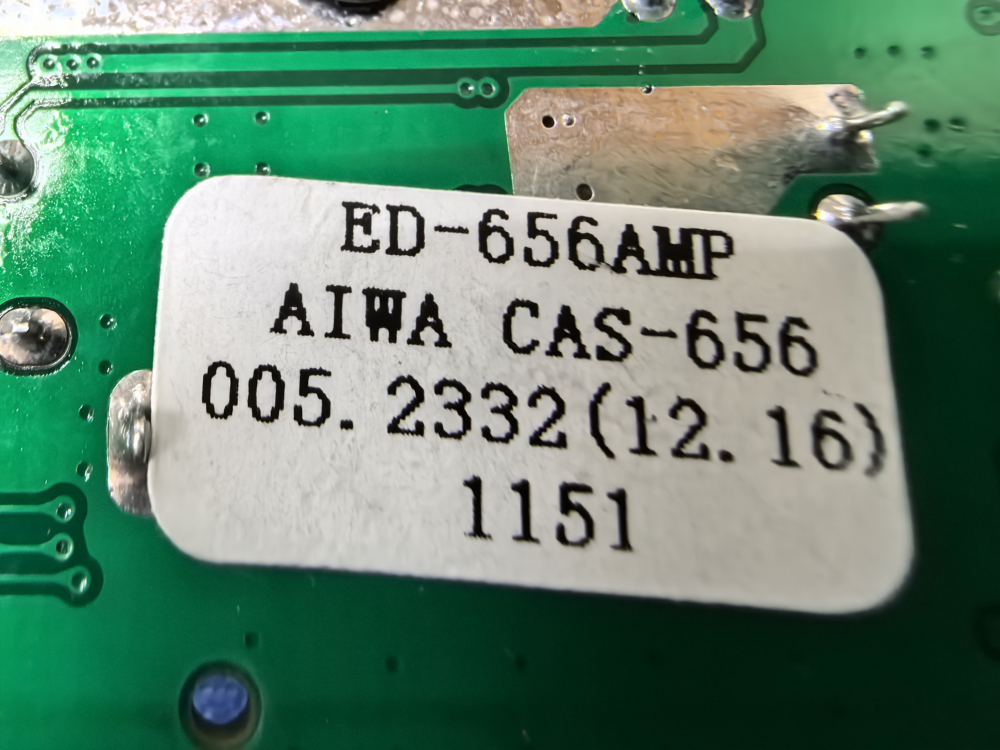 ED-656AMP
AIWA CAS-656
005.2332(12.16)
1151